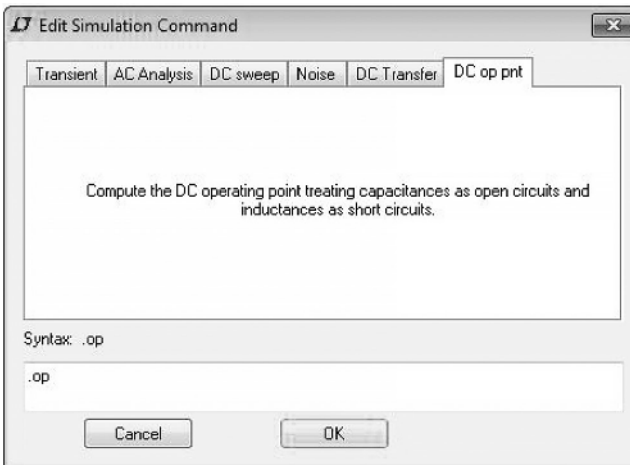 Edit Simulation Command
Transient AC Analysis DC sweep Noise DC Transfer DC op pnt
Compute the DC operating point treating capacitances as open circuits and
inductances as short circuits.
Syntax: .op
.op
Cancel OK